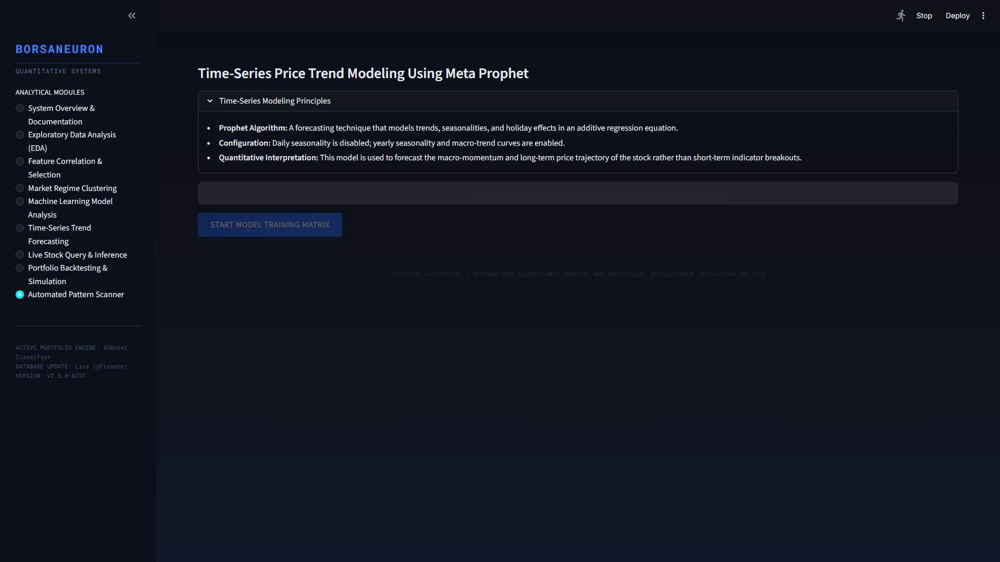 Stop
Deploy
BORSANEURON
QUANTITATIVE SYSTEMS
ANALYTICAL MODULES
System Overview &
Documentation
Exploratory Data Analysis
(EDA)
Feature Correlation &
Selection
Market Regime Clustering
Machine Learning Model
Analysis
Time-Series Trend
Forecasting
Live Stock Query & Inference
Portfolio Backtesting &
Simulation
Automated Pattern Scanner
ACTIVE PORTFOLIO ENGINE: XGBoost
Classifier
DATABASE UPDATE: Live (yFinance)
VERSION: v2.5.0-BIST
Time-Series Price Trend Modeling Using Meta Prophet
Time-Series Modeling Principles
• Prophet Algorithm: A forecasting technique that models trends, seasonalities, and holiday effects in an additive regression equation.
• Configuration: Daily seasonality is disabled; yearly seasonality and macro-trend curves are enabled.
• Quantitative Interpretation: This model is used to forecast the macro-momentum and long-term price trajectory of the stock rather than short-term indicator breakouts.
START MODEL TRAINING MATRIX
YEDİTEPE UNIVERSITY | BORSANEURON ALGORITHMIC TRADING AND ARTIFICIAL INTELLIGENCE GRADUATION PROJECT